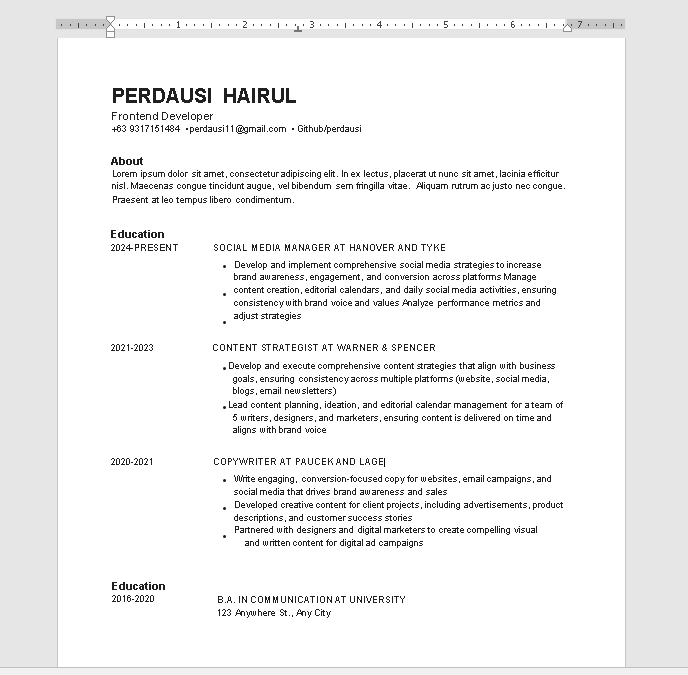 1 2 3 4 5 6 7
PERDAUSI HAIRUL
Frontend Developer
+63 9317151484 •perdausi11@gmail.com • Github/perdausi
About
Lorem ipsum dolor sit amet, consectetur adipiscing elit. In ex lectus, placerat ut nunc sit amet, lacinia efficitur
nisl. Maecenas congue tincidunt augue, vel bibendum sem fringilla vitae. Aliquam rutrum ac justo nec congue.
Praesent at leo tempus libero condimentum.
Education
2024-PRESENT SOCIAL MEDIA MANAGER AT HANOVER AND TYKE
• Develop and implement comprehensive social media strategies to increase
brand awareness, engagement, and conversion across platforms Manage
• content creation, editorial calendars, and daily social media activities, ensuring
consistency with brand voice and values Analyze performance metrics and
• adjust strategies
2021-2023 CONTENT STRATEGIST AT WARNER & SPENCER
• Develop and execute comprehensive content strategies that align with business
goals, ensuring consistency across multiple platforms (website, social media,
blogs, email newsletters)
• Lead content planning, ideation, and editorial calendar management for a team of
5 writers, designers, and marketers, ensuring content is delivered on time and
aligns with brand voice
2020-2021 COPYWRITER AT PAUCEK AND LAGE
• Write engaging, conversion-focused copy for websites, email campaigns, and
social media that drives brand awareness and sales
• Developed creative content for client projects, including advertisements, product
descriptions, and customer success stories
• Partnered with designers and digital marketers to create compelling visual
and written content for digital ad campaigns
Education
2016-2020 B.A. IN COMMUNICATION AT UNIVERSITY
123 Anywhere St., Any City